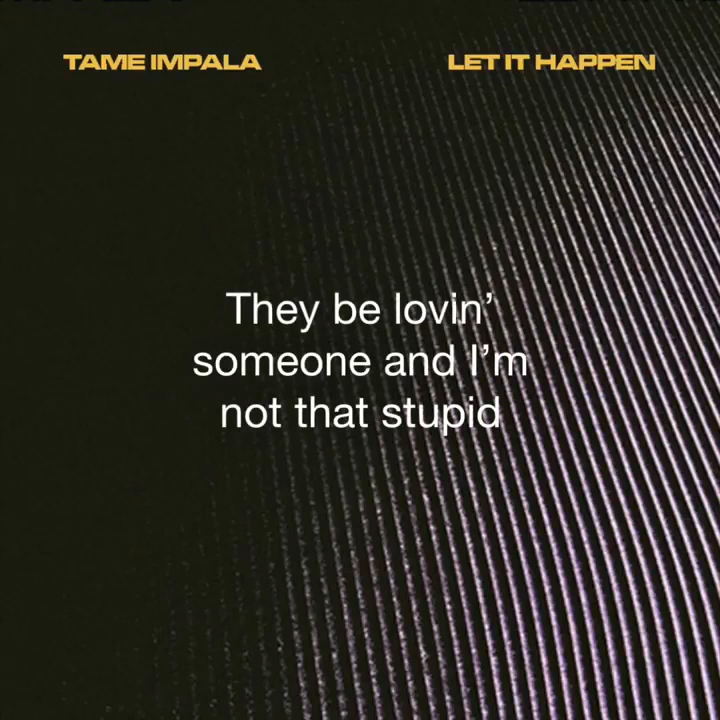 TAME IMPALA
LET IT HAPPEN
They be lovin’
someone and I’m
not that stupid